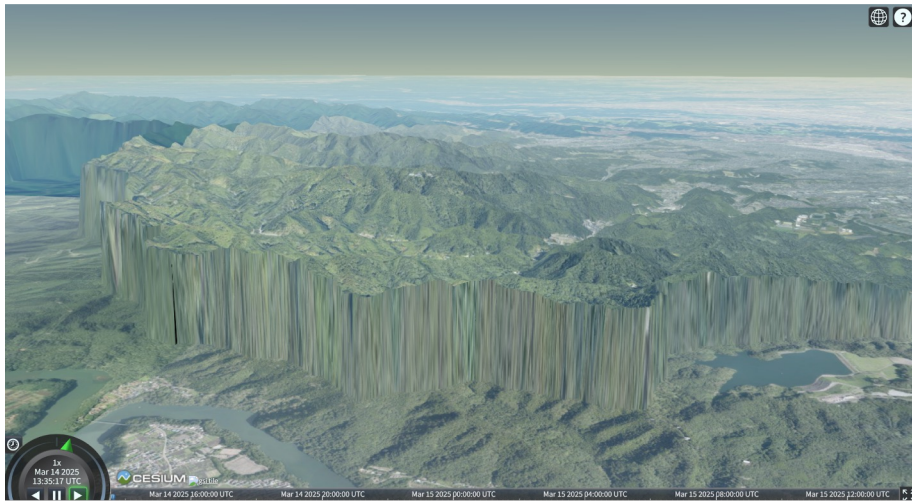 ?
1x
Mar 14 2025
13:35:17 UTC
CESIUM
Mar 14 2025 16:00:00 UTC
Mar 14 2025 20:00:00 UTC
Mar 15 2025 00:00:00 UTC
Mar 15 2025 04:00:00 UTC
Mar 15 2025 08:00:00 UTC
Mar 15 2025 12:00:00 UTC